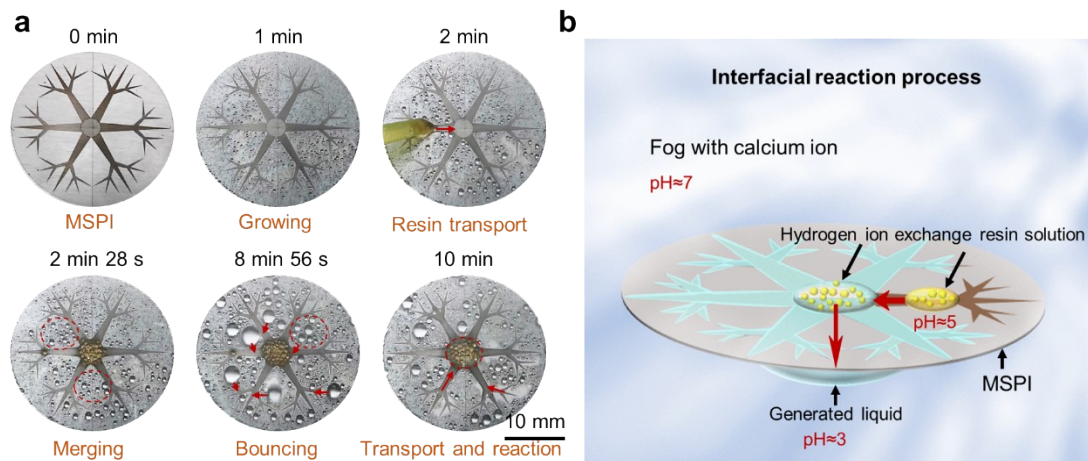 a
0 min
1 min
2 min
MSPI
Growing
Resin transport
2 min 28 s
8 min 56 s
10 min
10 mm
Merging
Bouncing
Transport and reaction
b
Interfacial reaction process
Fog with calcium ion
pH≈7
Hydrogen ion exchange resin solution
pH≈5
MSPI
Generated liquid
pH≈3